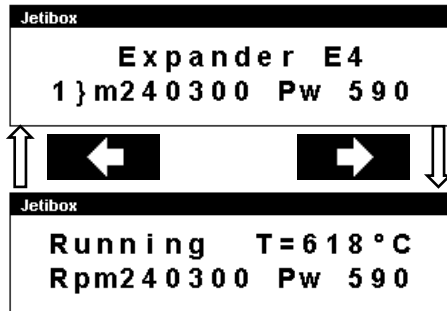 Jetibox
Expander E4
1}m240300 Pw 590
Jetibox
Running T=618°C
Rpm240300 Pw 590